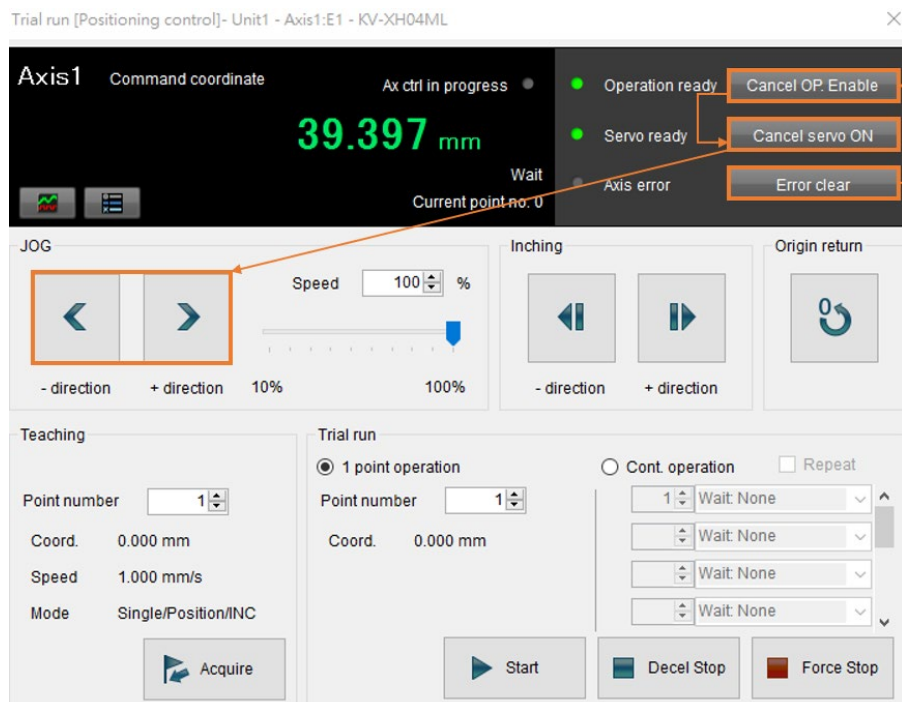 Trial run [Positioning control]- Unit1 - Axis1:E1 - KV-XH04ML
Axis1 Command coordinate
Ax ctrl in progress
39.397 mm
Wait
Current point no. 0
Operation ready Cancel OP. Enable
Servo ready Cancel servo ON
Axis error Error clear
JOG
Speed 100 %
- direction + direction 10% 100%
Inching
- direction + direction
Origin return
0
Teaching
Point number 1
Coord. 0.000 mm
Speed 1.000 mm/s
Mode Single/Position/INC
Acquire
Trial run
1 point operation
Point number 1
Coord. 0.000 mm
Cont. operation Repeat
1 Wait: None
Wait: None
Wait: None
Wait: None
Start Decel Stop Force Stop